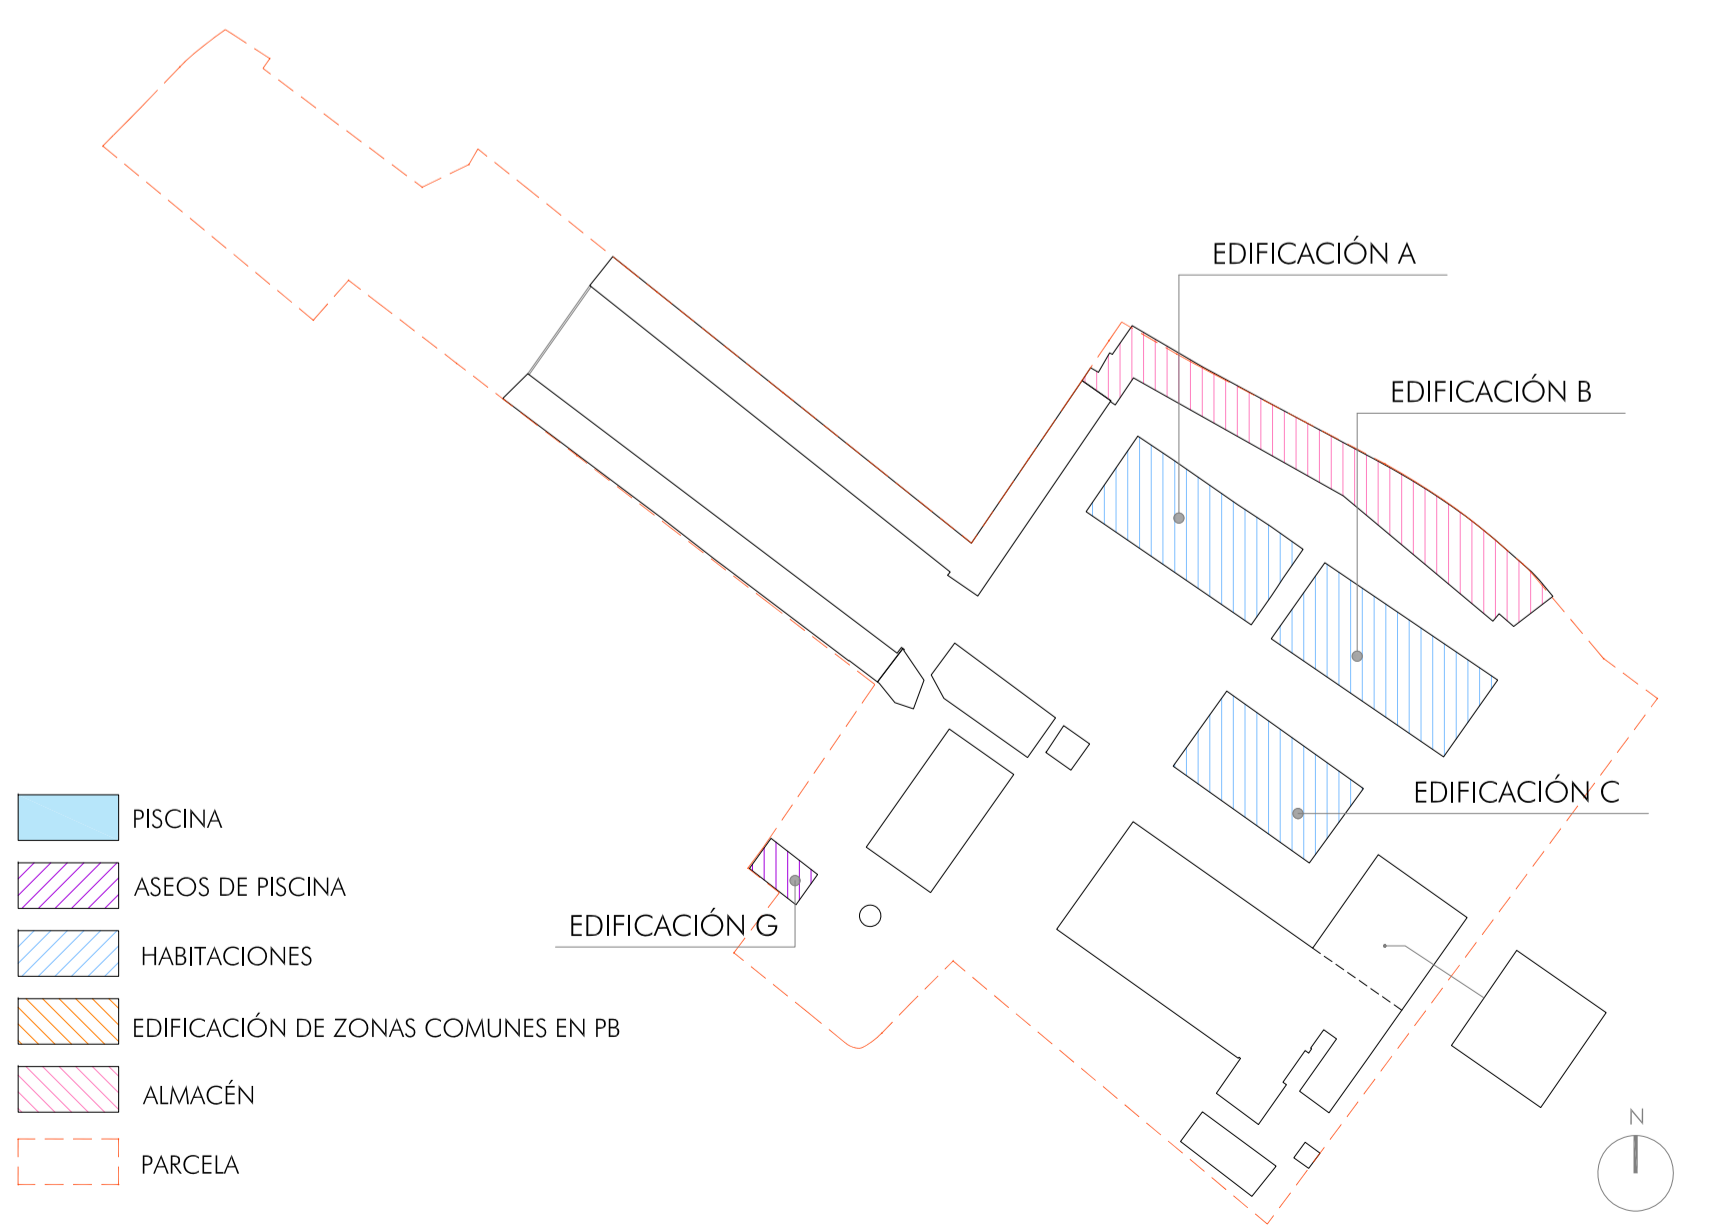 EDIFICACIÓN A
EDIFICACIÓN B
EDIFICACIÓN C
EDIFICACIÓN G
PISCINA
ASEOS DE PISCINA
HABITACIONES
EDIFICACIÓN DE ZONAS COMUNES EN PB
ALMACÉN
PARCELA
N